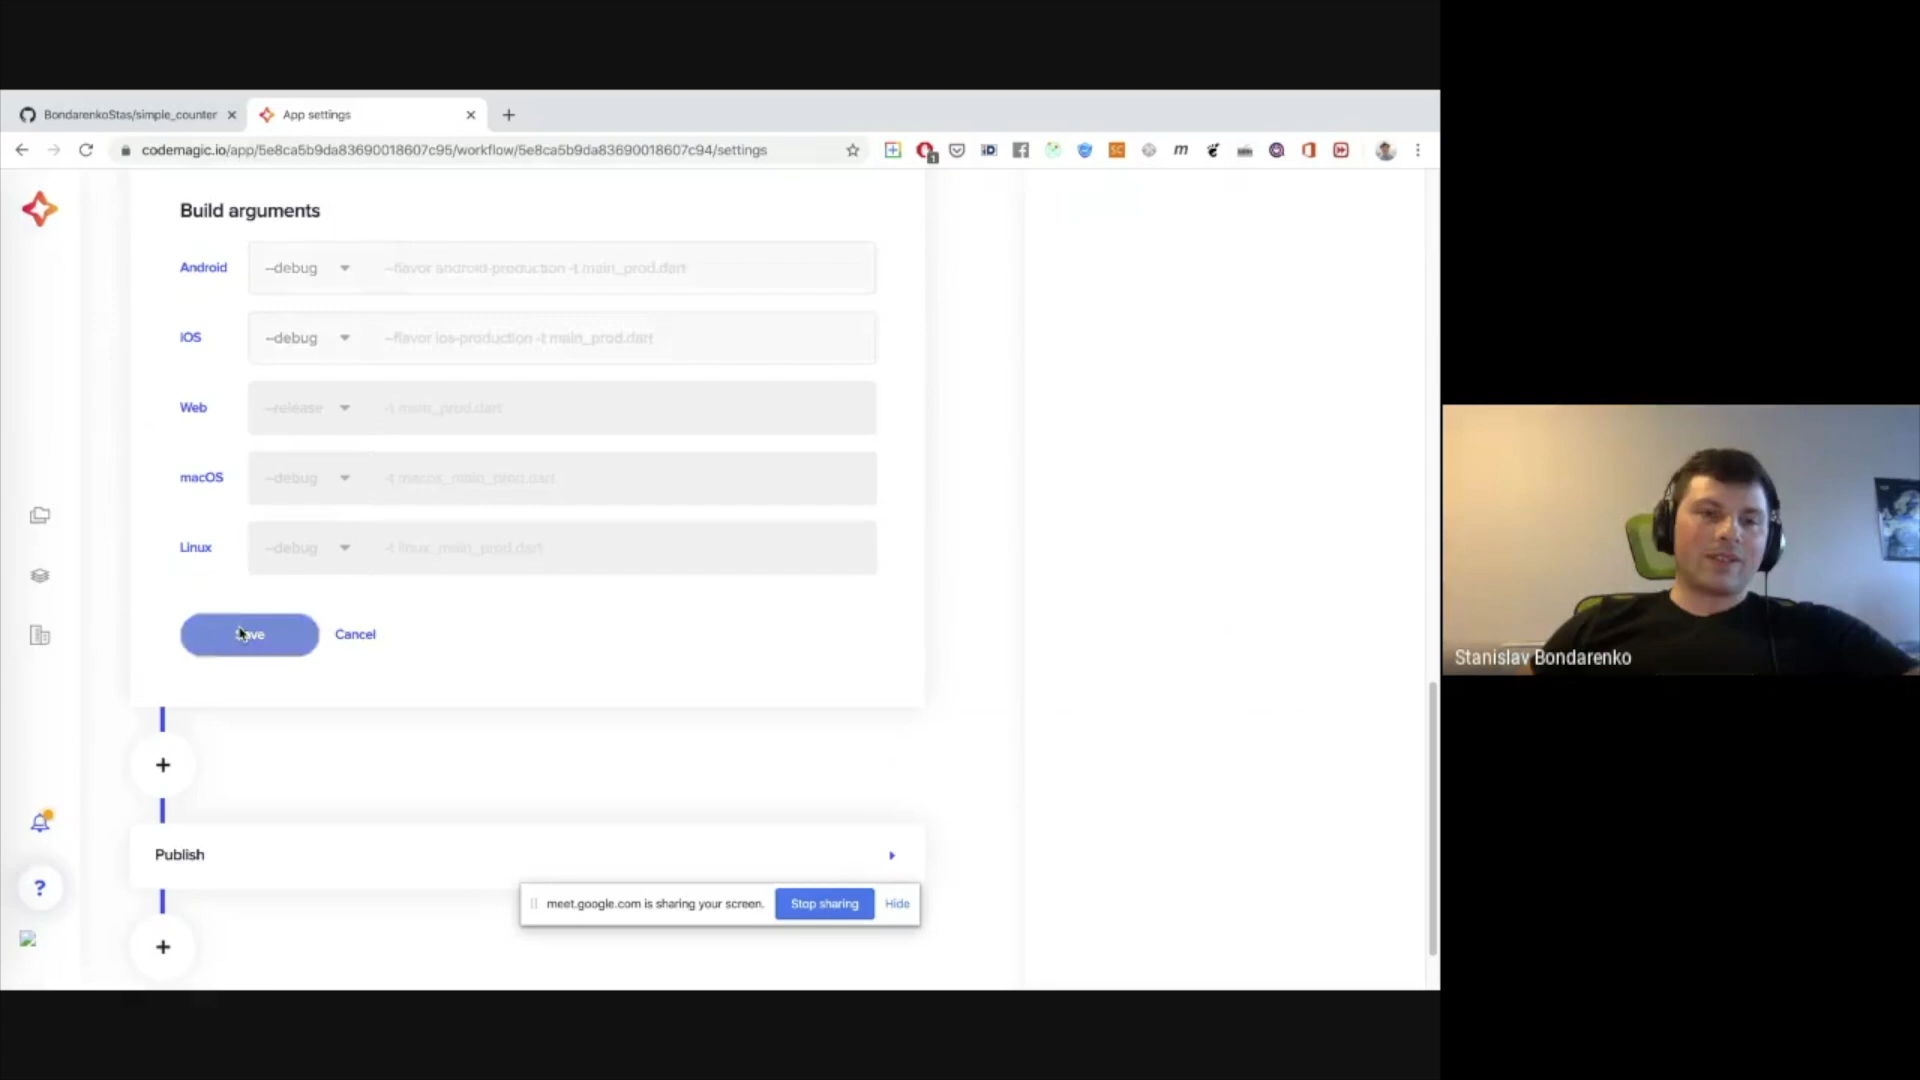 BondarenkoStas/simple_counter
App settings
codemagic.io/app/5e8ca5b9da83690018607c95/workflow/5e8ca5b9da83690018607c94/settings
Build arguments
Android --debug --flavor android-production -t main_prod.dart
iOS --debug --flavor ios-production -t main_prod.dart
Web --release -t main_prod.dart
macOS --debug -t macos_main_prod.dart
Linux --debug -t linux_main_prod.dart
Save Cancel
Publish
meet.google.com is sharing your screen. Stop sharing Hide
Stanislav Bondarenko